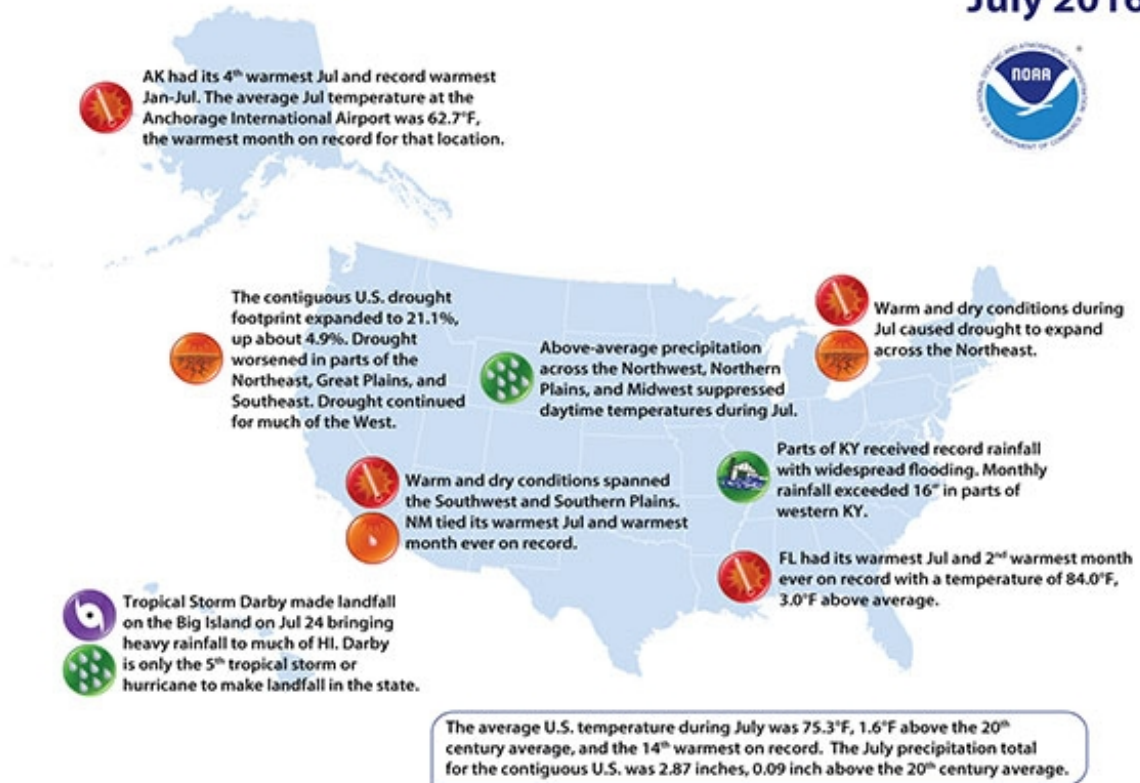 July 2016
NOAA
NATIONAL OCEANIC AND ATMOSPHERIC ADMINISTRATION
U.S. DEPARTMENT OF COMMERCE
AK had its 4th warmest Jul and record warmest
Jan-Jul. The average Jul temperature at the
Anchorage International Airport was 62.7°F,
the warmest month on record for that location.
The contiguous U.S. drought
footprint expanded to 21.1%,
up about 4.9%. Drought
worsened in parts of the
Northeast, Great Plains, and
Southeast. Drought continued
for much of the West.
Above-average precipitation
across the Northwest, Northern
Plains, and Midwest suppressed
daytime temperatures during Jul.
Warm and dry conditions during
Jul caused drought to expand
across the Northeast.
Warm and dry conditions spanned
the Southwest and Southern Plains.
NM tied its warmest Jul and warmest
month ever on record.
Parts of KY received record rainfall
with widespread flooding. Monthly
rainfall exceeded 16" in parts of
western KY.
FL had its warmest Jul and 2nd warmest month
ever on record with a temperature of 84.0°F,
3.0°F above average.
Tropical Storm Darby made landfall
on the Big Island on Jul 24 bringing
heavy rainfall to much of HI. Darby
is only the 5th tropical storm or
hurricane to make landfall in the state.
The average U.S. temperature during July was 75.3°F, 1.6°F above the 20th
century average, and the 14th warmest on record. The July precipitation total
for the contiguous U.S. was 2.87 inches, 0.09 inch above the 20th century average.